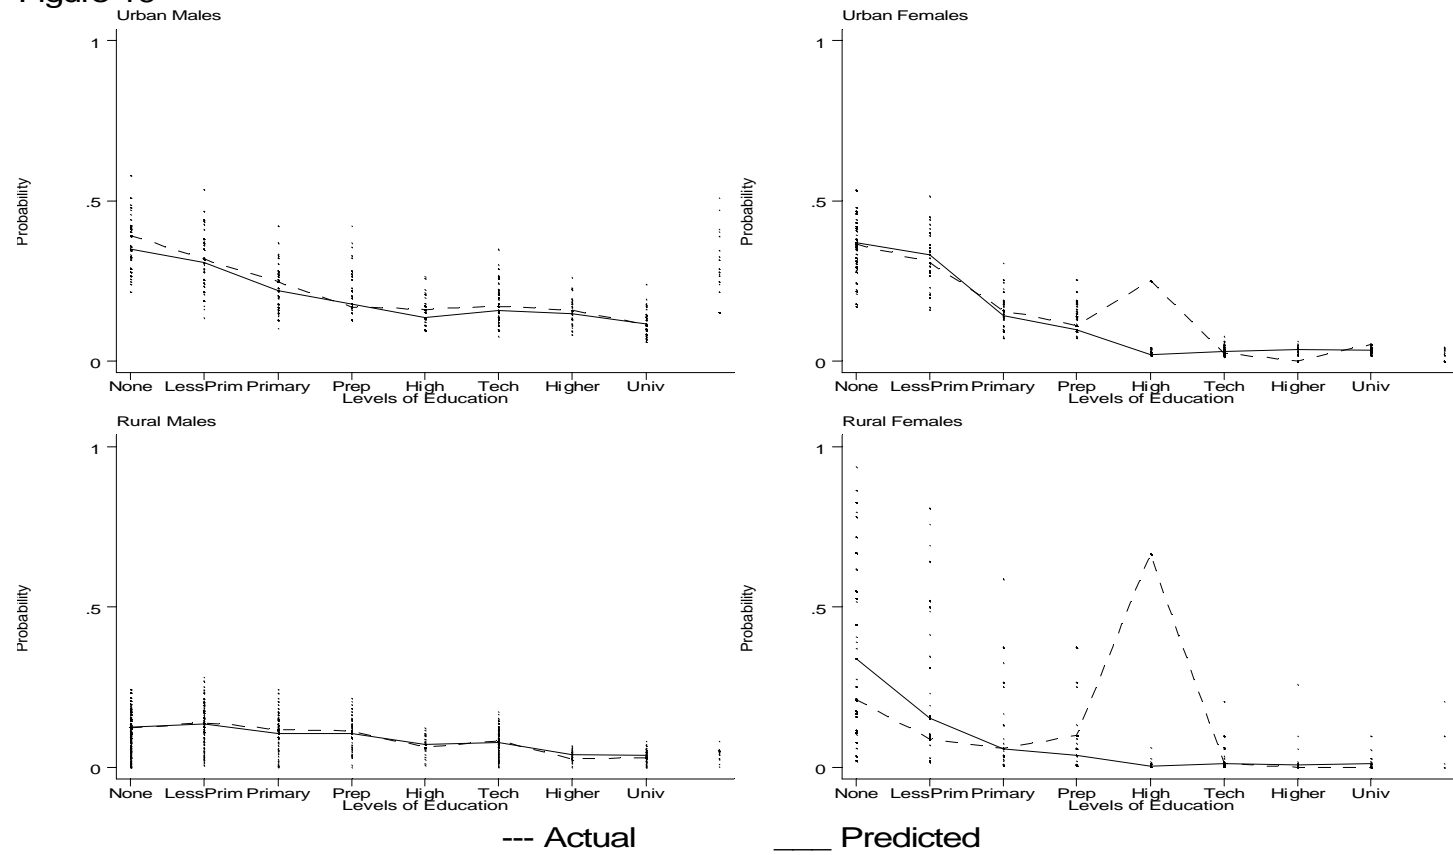 Urban Males
Urban Females
1
.5
0
Probability
None LessPrim Primary Prep High Tech Higher Univ
Levels of Education
1
.5
0
Probability
None LessPrim Primary Prep High Tech Higher Univ
Levels of Education
Rural Males
Rural Females
1
.5
0
Probability
None LessPrim Primary Prep High Tech Higher Univ
Levels of Education
1
.5
0
Probability
None LessPrim Primary Prep High Tech Higher Univ
Levels of Education
--- Actual ___ Predicted